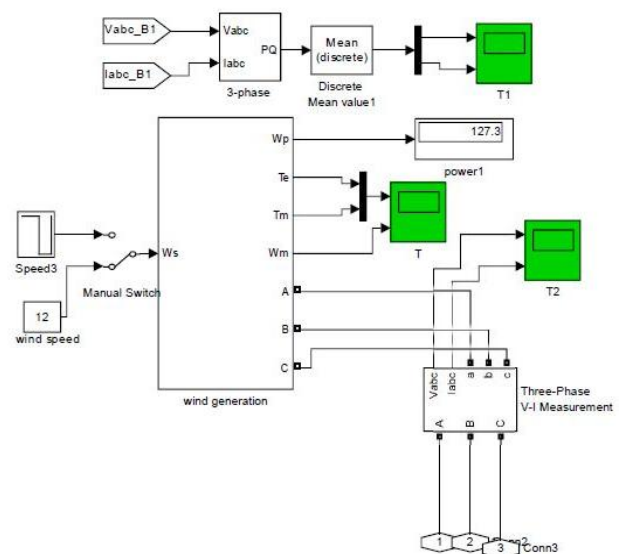 Vabc_B1
Iabc_B1
Vabc
Iabc
PQ
3-phase
Mean
(discrete)
Discrete
Mean value1
T1
Wp
Te
Tm
Wm
A
B
C
Ws
wind generation
127.3
power1
T
T2
Speed3
Manual Switch
12
wind speed
Vabc
Iabc
a
b
c
A
B
C
Three-Phase
V-I Measurement
1
2
3
Conn3